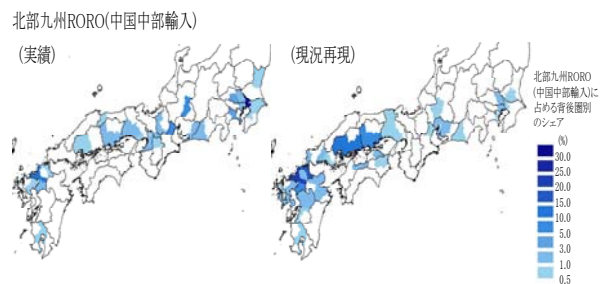 北部九州RORO(中国中部輸入)
(実績)
(現況再現)
北部九州RORO
(中国中部輸入)に
占める背後圏別
のシェア
(%)
30.0
25.0
20.0
15.0
10.0
5.0
3.0
1.0
0.5